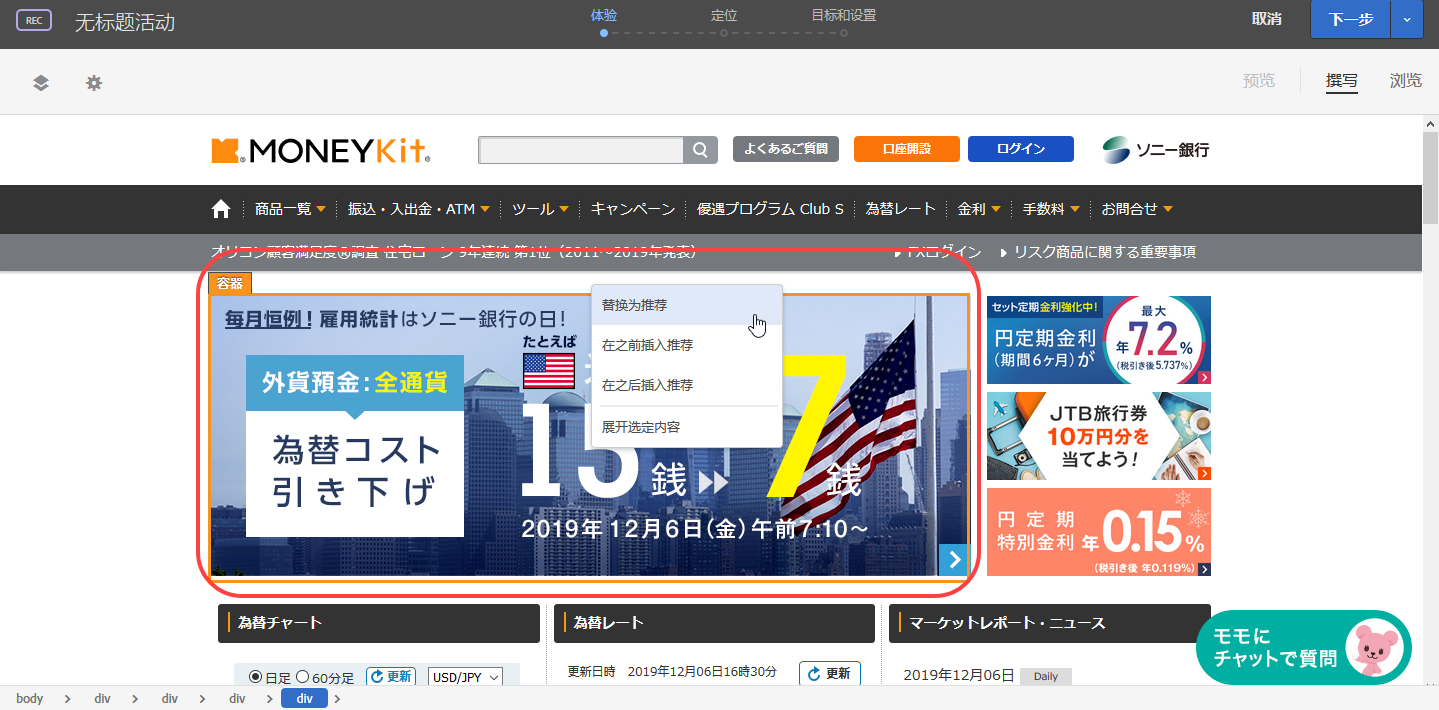 REC
无标题活动
体验
定位
目标和设置
取消
下一步
预览
撰写
浏览
MONEYKit
よくあるご質問
口座開設
ログイン
ソニー銀行
商品一覧
振込・入出金・ATM
ツール
キャンペーン
優遇プログラム Club S
為替レート
金利
手数料
お問合せ
オリコン顧客満足度®調査 住宅ローン 9年連続 第1位（2011～2019年発表）
FXログイン
リスク商品に関する重要事項
容器
毎月恒例！雇用統計はソニー銀行の日！
たとえば
外貨預金：全通貨
為替コスト
引き下げ
15銭
7銭
2019年12月6日（金）午前7:10～
替换为推荐
在之前插入推荐
在之后插入推荐
展开选定内容
セット定期金利強化中！
円定期金利
（期間6ヶ月）が
最大
年7.2%
（税引き後 5.737%）
JTB旅行券
10万円分を
当てよう！
円定期
特別金利
年0.15%
（税引き後 年0.119%）
為替チャート
為替レート
マーケットレポート・ニュース
日足
60分足
更新
USD/JPY
更新日時
2019年12月06日16時30分
更新
2019年12月06日
Daily
モモに
チャットで質問
body > div > div > div > div >